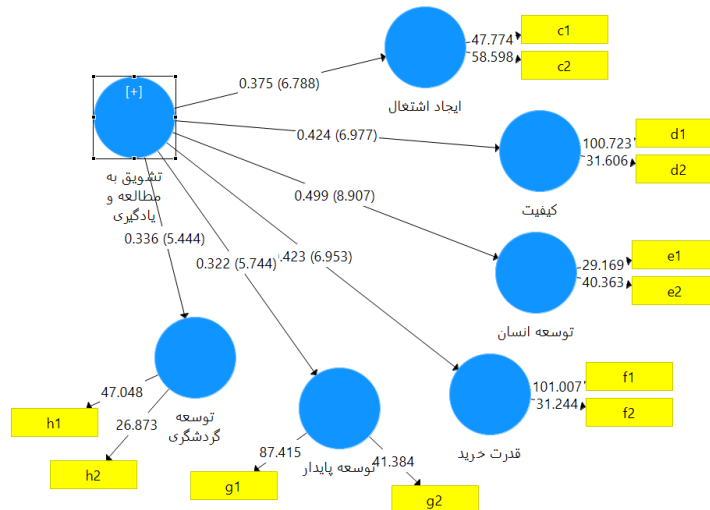 47.774
c1
58.598
c2
0.375 (6.788)
ایجاد اشتغال
[+]
تشویق به
مطالعه و
یادگیری
0.424 (6.977)
100.723
d1
31.606
d2
کیفیت
0.499 (8.907)
29.169
e1
40.363
e2
توسعه انسان
0.336 (5.444)
0.322 (5.744)
.423 (6.953)
101.007
f1
31.244
f2
قدرت خرید
47.048
h1
26.873
h2
توسعه
گردشگری
87.415
g1
توسعه پایدار
41.384
g2